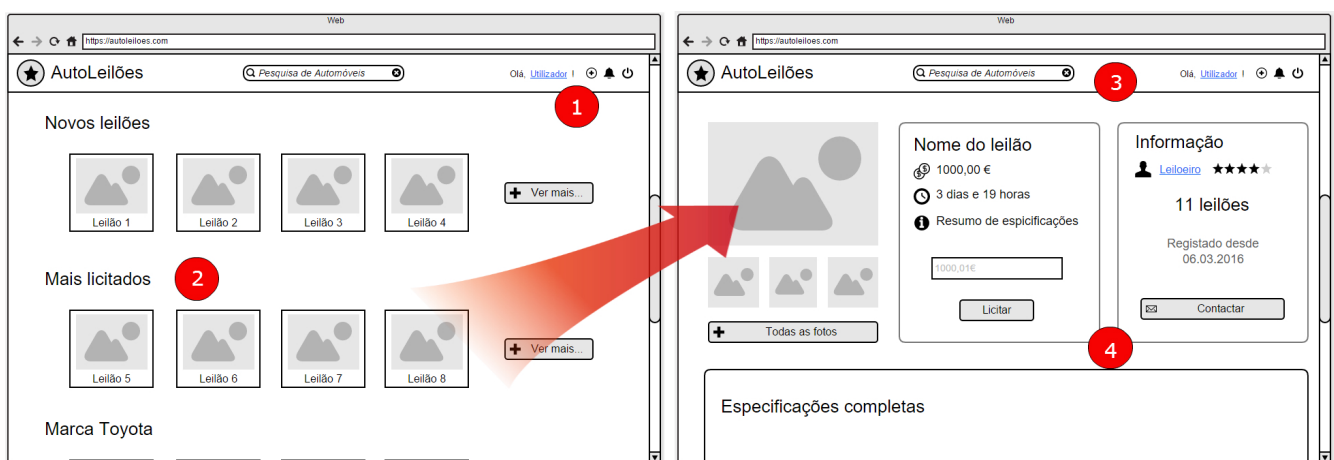 Web
https://autoleiloes.com
AutoLeilões
Pesquisa de Automóveis
Olá, Utilizador !
1
Novos leilões
Leilão 1
Leilão 2
Leilão 3
Leilão 4
Ver mais...
Mais licitados
2
Leilão 5
Leilão 6
Leilão 7
Leilão 8
Ver mais...
Marca Toyota
Web
https://autoleiloes.com
AutoLeilões
Pesquisa de Automóveis
3
Olá, Utilizador !
Todas as fotos
Nome do leilão
1000,00 €
3 dias e 19 horas
Resumo de espicificações
1000,01€
Licitar
Informação
Leiloeiro
11 leilões
Registado desde
06.03.2016
Contactar
4
Especificações completas